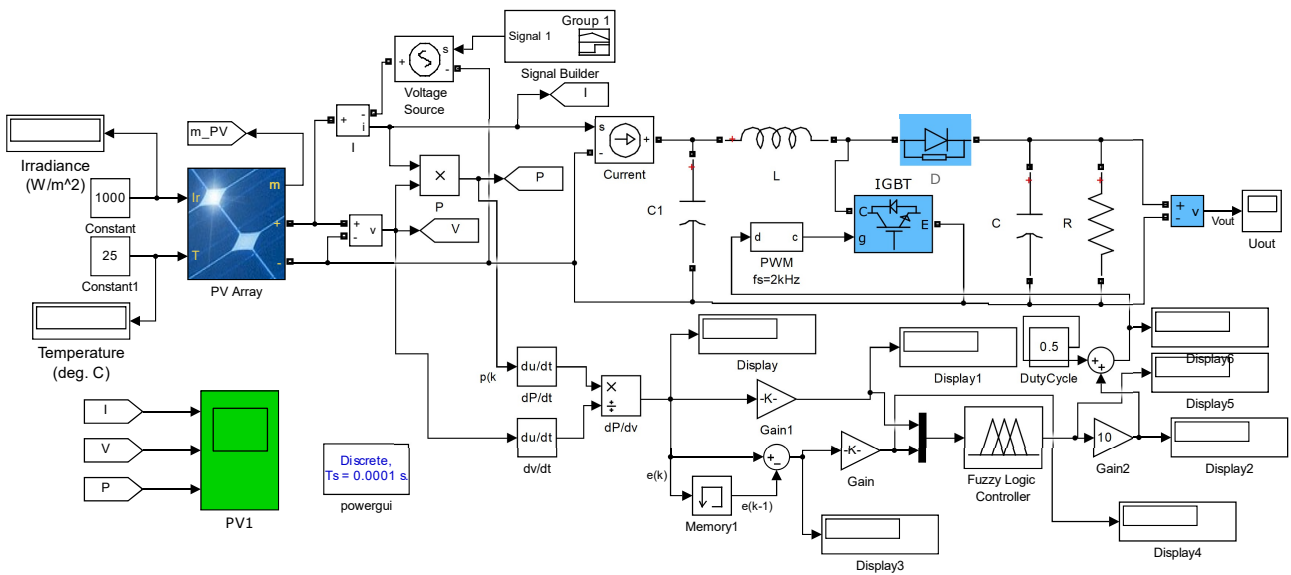 Group 1
Signal 1
Signal Builder
s
-
+
Voltage
Source
I
m_PV
+
-
i
I
s
-
+
Current
Irradiance
(W/m^2)
1000
Constant
25
Constant1
Temperature
(deg. C)
Ir
T
m
+
-
PV Array
×
P
P
+
-
v
V
C1
+
+
L
D
IGBT
C
E
g
d
c
PWM
fs=2kHz
+
C
+
R
+
+
-
v
Vout
Uout
p(k
du/dt
dP/dt
du/dt
dv/dt
×
÷
dP/dv
Display
-K-
Gain1
Display1
0.5
DutyCycle
+
+
Display6
Display5
e(k)
+
-
-K-
Gain
Memory1
e(k-1)
Display3
Fuzzy Logic
Controller
10
Gain2
Display2
Display4
I
V
P
PV1
Discrete,
Ts = 0.0001 s.
powergui